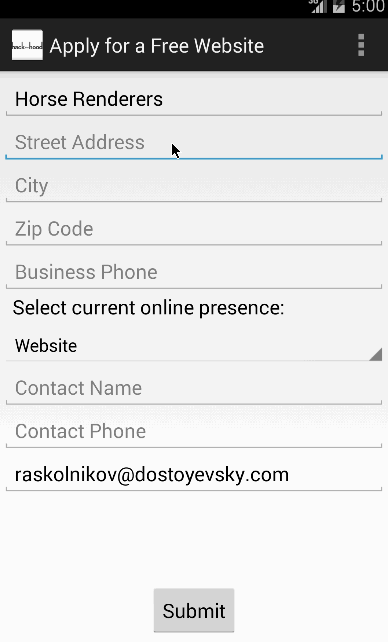 3G 5:00
hack-hood Apply for a Free Website
Horse Renderers
Street Address
City
Zip Code
Business Phone
Select current online presence:
Website
Contact Name
Contact Phone
raskolnikov@dostoyevsky.com
Submit